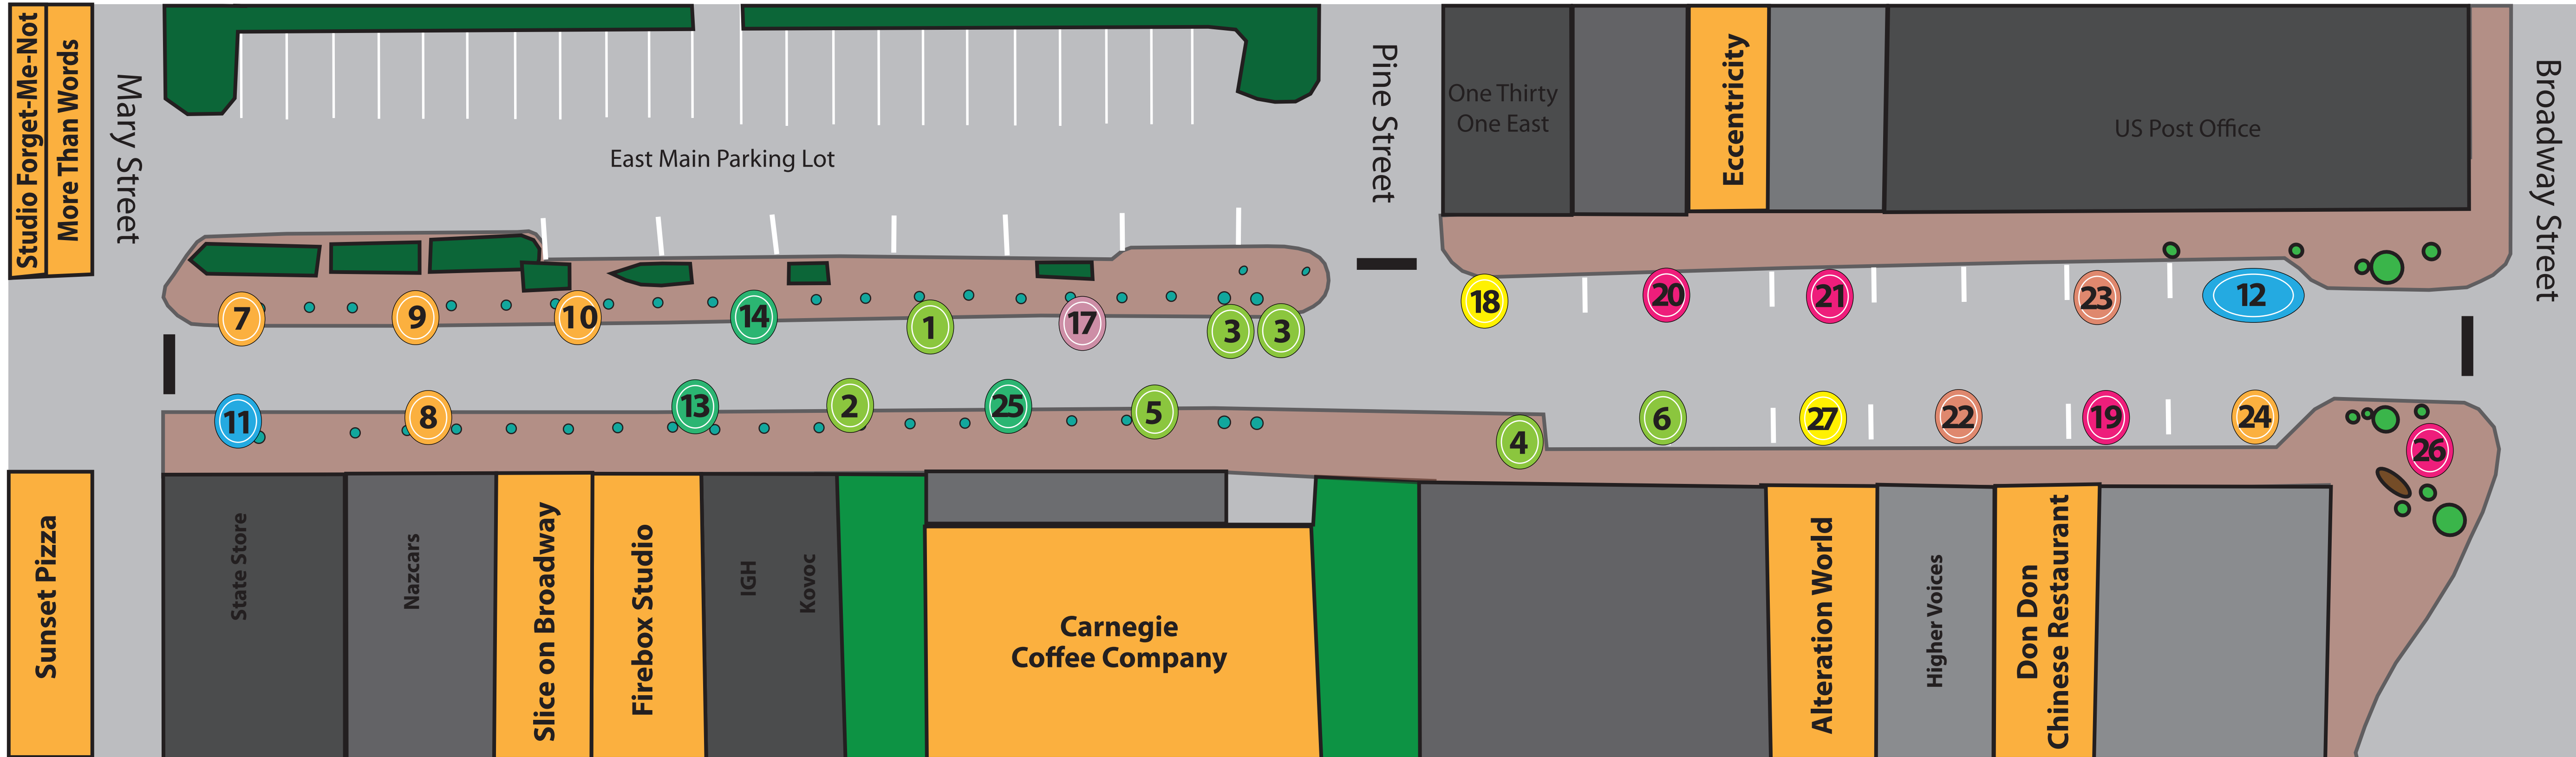 Studio Forget-Me-Not
More Than Words
Mary Street
East Main Parking Lot
Pine Street
One Thirty
One East
Eccentricity
US Post Office
Broadway Street
7
9
10
14
1
17
3
3
18
20
21
23
12
11
8
13
2
25
5
4
6
27
22
19
24
26
Sunset Pizza
State Store
Nazcars
Slice on Broadway
Firebox Studio
IGH
Kovoc
Carnegie
Coffee Company
Alteration World
Higher Voices
Don Don
Chinese Restaurant